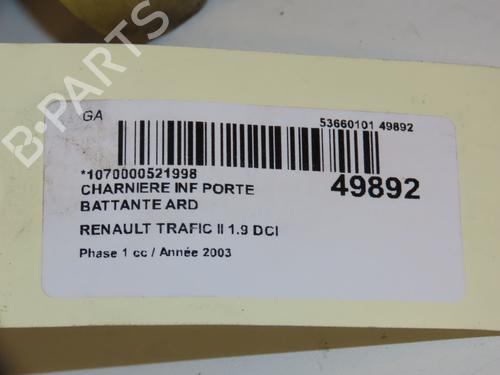 GA
53660101 49892
*1070000521998
CHARNIERE INF PORTE
BATTANTE ARD
49892
RENAULT TRAFIC II 1.9 DCI
Phase 1 cc / Année 2003
B-PARTS